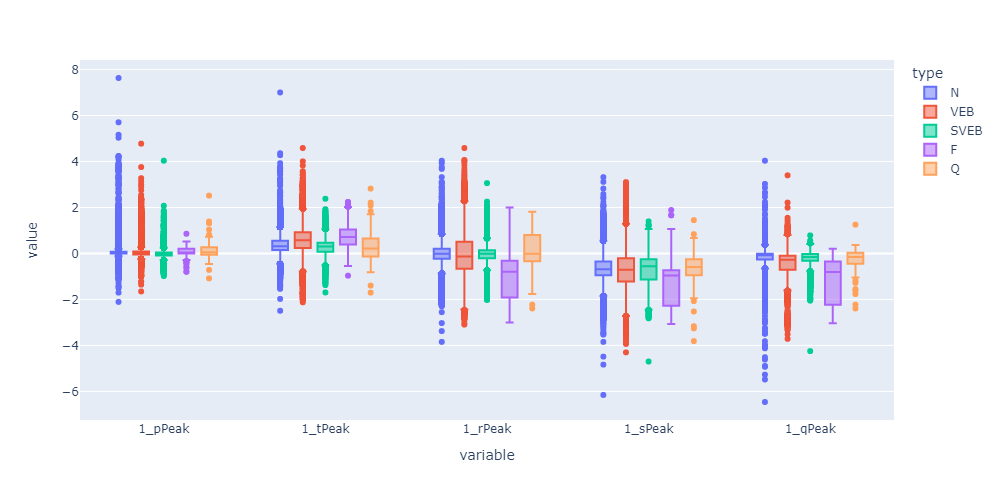 type
N
VEB
SVEB
F
Q
value
8
6
4
2
0
−2
−4
−6
1_pPeak
1_tPeak
1_rPeak
1_sPeak
1_qPeak
variable